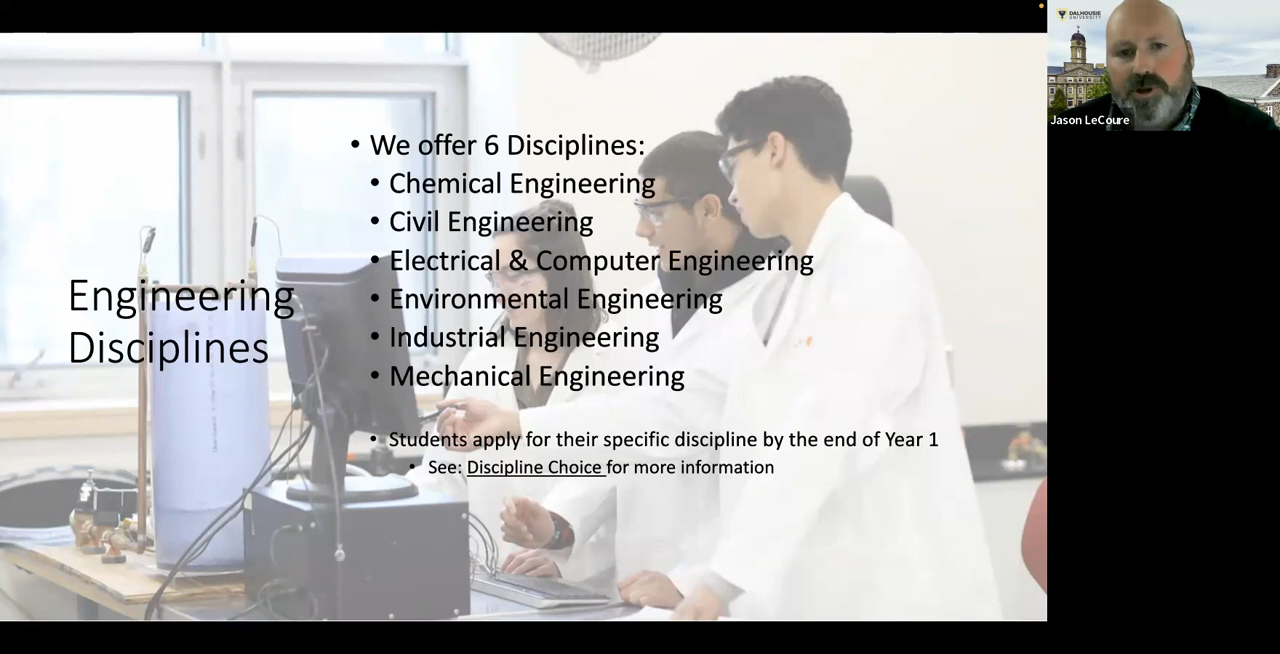 Engineering
Disciplines
• We offer 6 Disciplines:
• Chemical Engineering
• Civil Engineering
• Electrical & Computer Engineering
• Environmental Engineering
• Industrial Engineering
• Mechanical Engineering
• Students apply for their specific discipline by the end of Year 1
• See: Discipline Choice for more information
DALHOUSIE
UNIVERSITY
Jason LeCoure